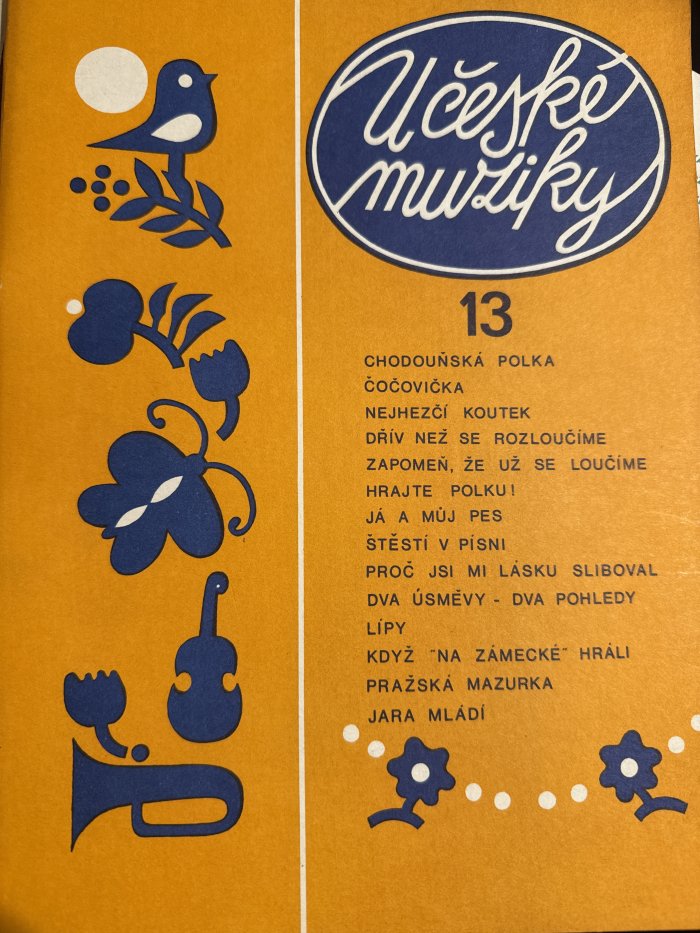 U české
muziky
13
CHODOUŇSKÁ POLKA
ČOČOVIČKA
NEJHEZČÍ KOUTEK
DŘÍV NEŽ SE ROZLOUČÍME
ZAPOMEŇ, ŽE UŽ SE LOUČÍME
HRAJTE POLKU!
JÁ A MŮJ PES
ŠTĚSTÍ V PÍSNI
PROČ JSI MI LÁSKU SLIBOVAL
DVA ÚSMĚVY - DVA POHLEDY
LÍPY
KDYŽ "NA ZÁMECKÉ" HRÁLI
PRAŽSKÁ MAZURKA
JARA MLÁDÍ